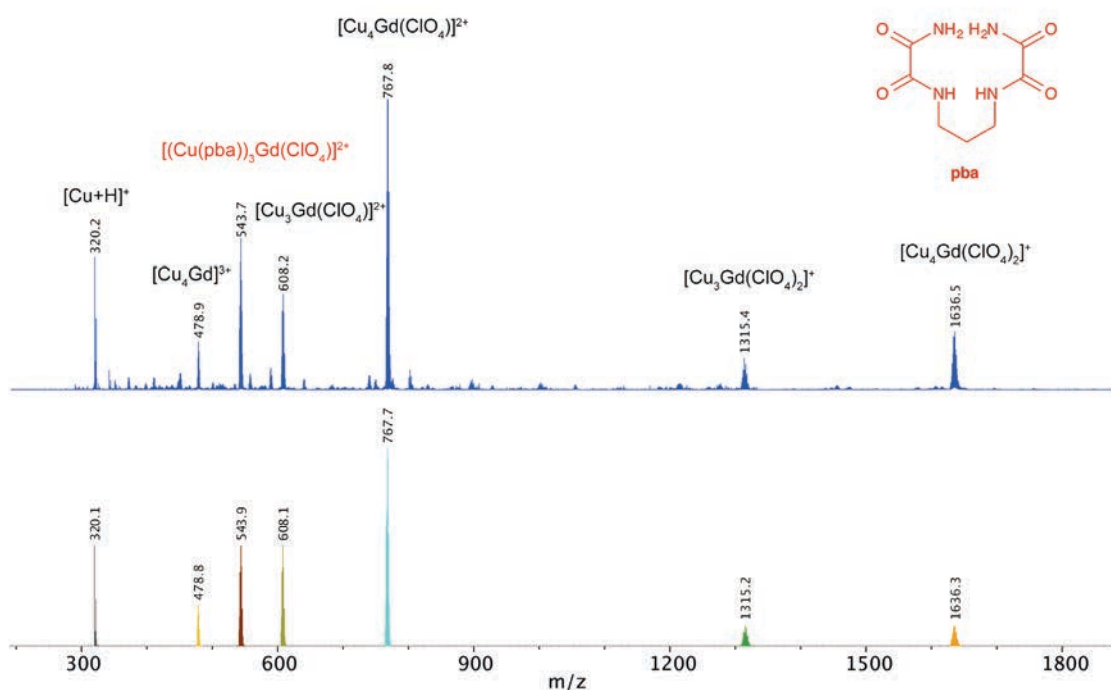 [Cu₄Gd(ClO₄)]²⁺
767.8
O
NH₂ H₂N
O
O
NH
HN
O
pba
[(Cu(pba))₃Gd(ClO₄)]²⁺
[Cu+H]⁺
320.2
543.7
[Cu₃Gd(ClO₄)]²⁺
608.2
[Cu₄Gd]³⁺
478.9
[Cu₃Gd(ClO₄)₂]⁺
1315.4
[Cu₄Gd(ClO₄)₂]⁺
1636.5
767.7
320.1
478.8
543.9
608.1
1315.2
1636.3
300 600 900 1200 1500 1800
m/z